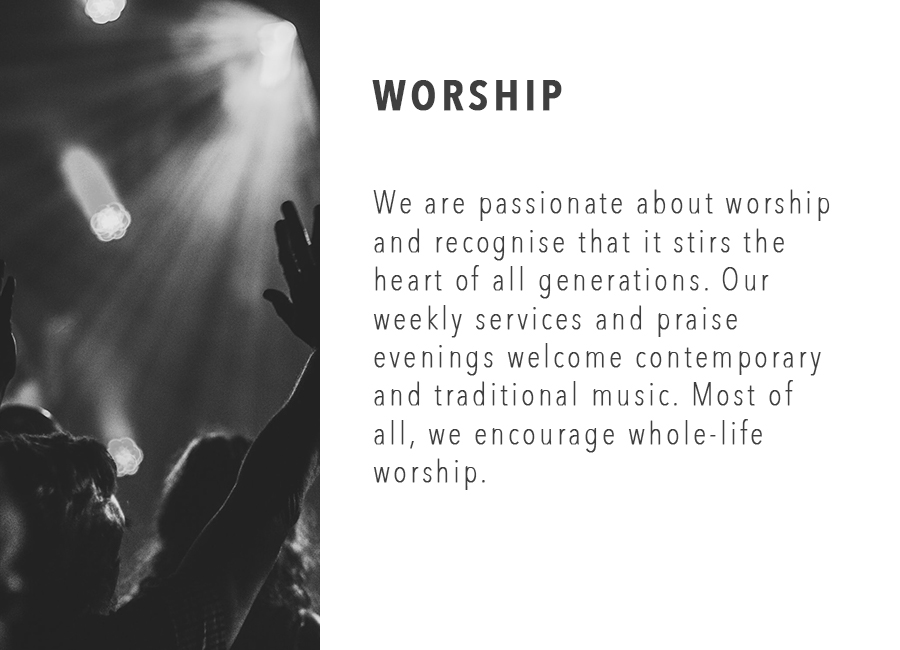 WORSHIP
We are passionate about worship
and recognise that it stirs the
heart of all generations. Our
weekly services and praise
evenings welcome contemporary
and traditional music. Most of
all, we encourage whole-life
worship.